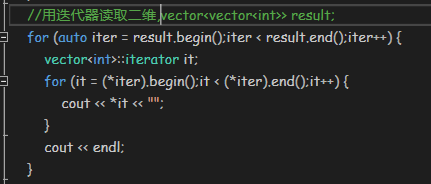 //用迭代器读取二维,vector<vector<int>> result;
for (auto iter = result.begin();iter < result.end();iter++) {
vector<int>::iterator it;
for (it = (*iter).begin();it < (*iter).end();it++) {
cout << *it << "";
}
cout << endl;
}